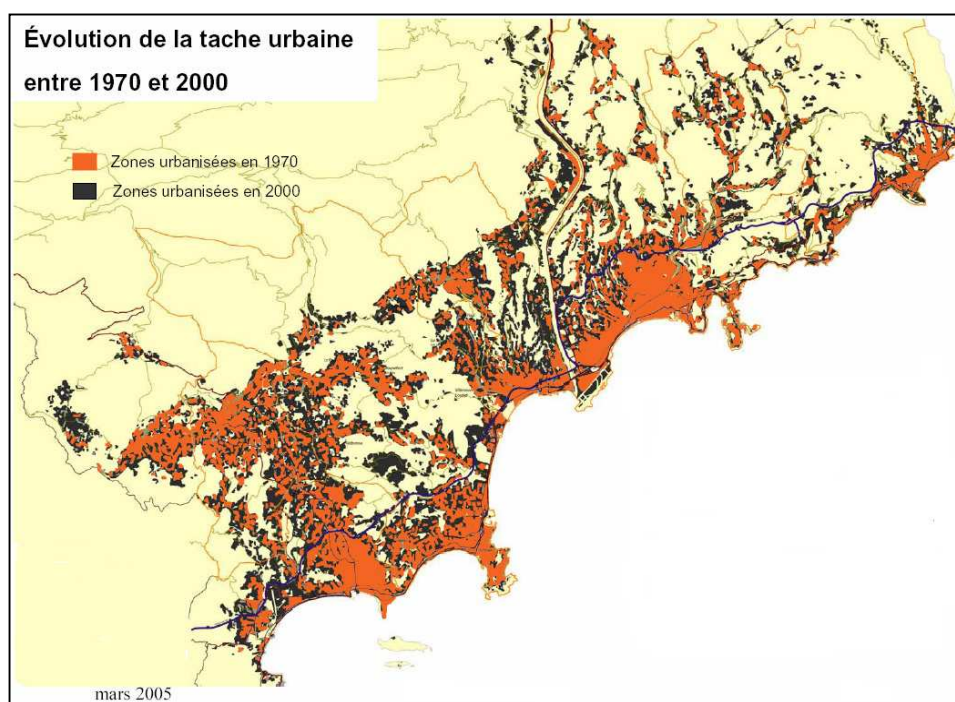 Évolution de la tache urbaine
entre 1970 et 2000
Zones urbanisées en 1970
Zones urbanisées en 2000
mars 2005